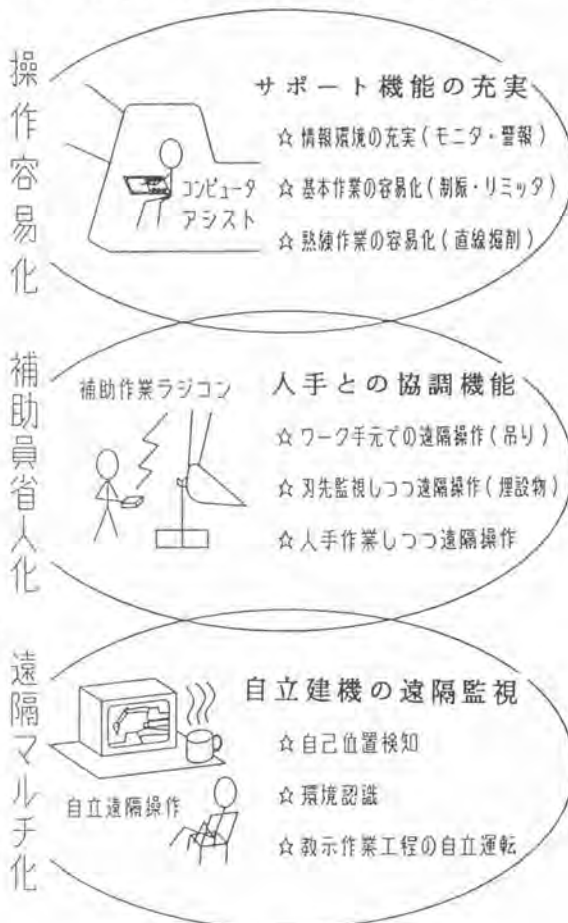 操作容易化
サポート機能の充実
☆情報環境の充実(モニタ・警報)
☆基本作業の容易化(制振・リミッタ)
☆熟練作業の容易化(直線掘削)
コンピュータ
アシスト
補助員省人化
補助作業ラジコン
人手との協調機能
☆ワーク手元での遠隔操作(吊り)
☆刃先監視しつつ遠隔操作(埋設物)
☆人手作業しつつ遠隔操作
遠隔マルチ化
自立建機の遠隔監視
☆自己位置検知
☆環境認識
☆教示作業工程の自立運転
自立遠隔操作